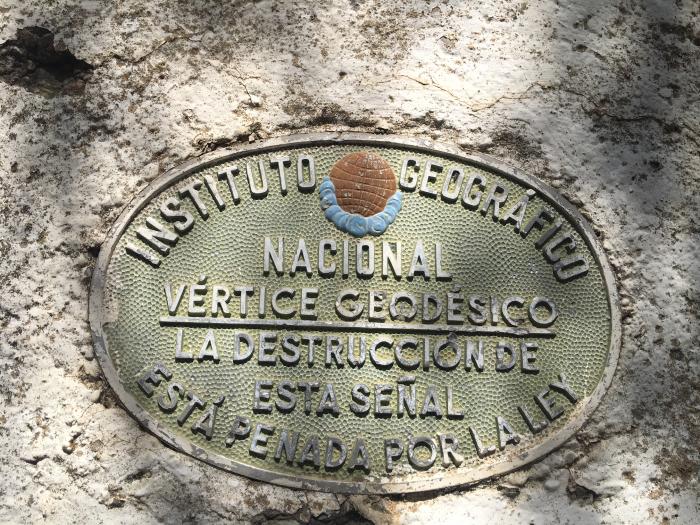 INSTITUTO GEOGRÁFICO
NACIONAL
VÉRTICE GEODÉSICO
LA DESTRUCCIÓN DE
ESTA SEÑAL
ESTÁ PENADA POR LA LEY